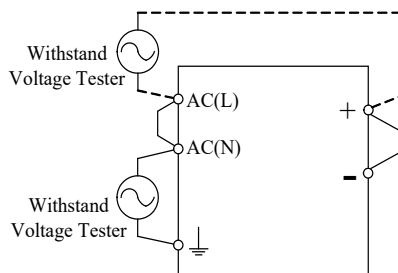 Withstand
Voltage Tester
AC(L)
+
AC(N)
-
Withstand
Voltage Tester